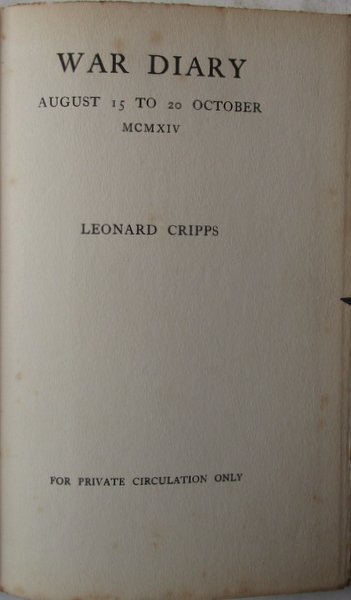 WAR DIARY
AUGUST 15 TO 20 OCTOBER
MCMXIV
LEONARD CRIPPS
FOR PRIVATE CIRCULATION ONLY